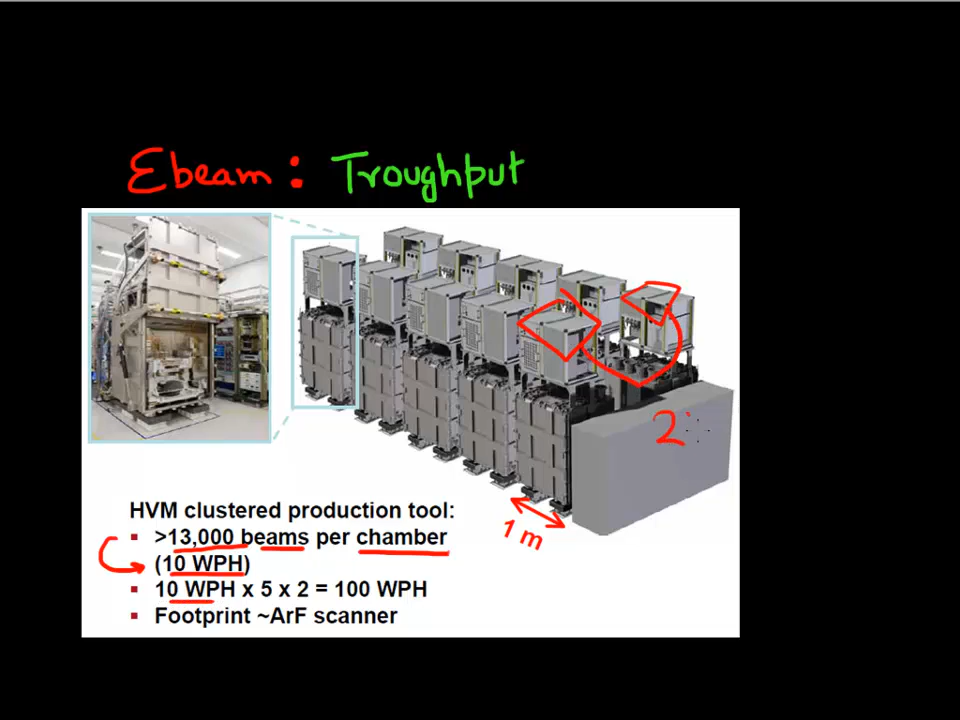 Ebeam: Troughput
2
1 m
HVM clustered production tool:
▪ >13,000 beams per chamber
(10 WPH)
▪ 10 WPH x 5 x 2 = 100 WPH
▪ Footprint ~ArF scanner